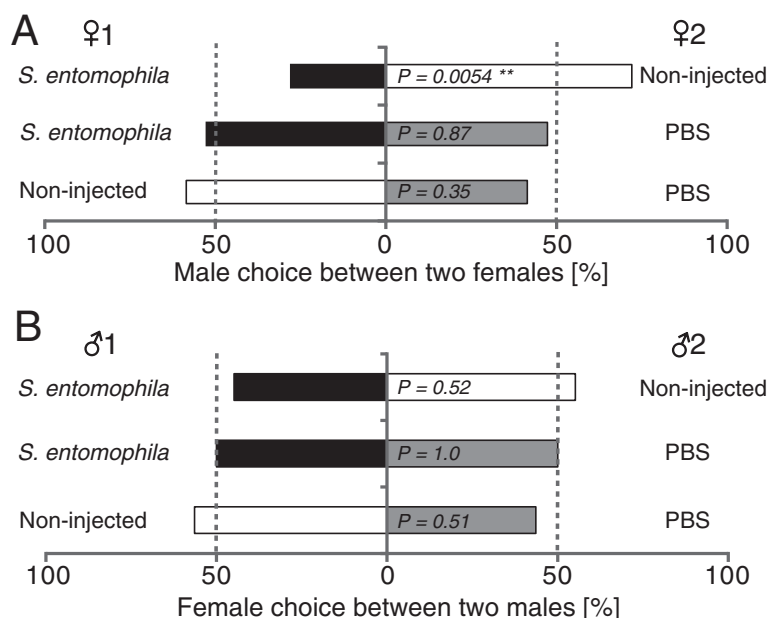 A
♀1 ♀2
S. entomophila P = 0.0054 ** Non-injected
S. entomophila P = 0.87 PBS
Non-injected P = 0.35 PBS
100 50 0 50 100
Male choice between two females [%]
B
♂1 ♂2
S. entomophila P = 0.52 Non-injected
S. entomophila P = 1.0 PBS
Non-injected P = 0.51 PBS
100 50 0 50 100
Female choice between two males [%]